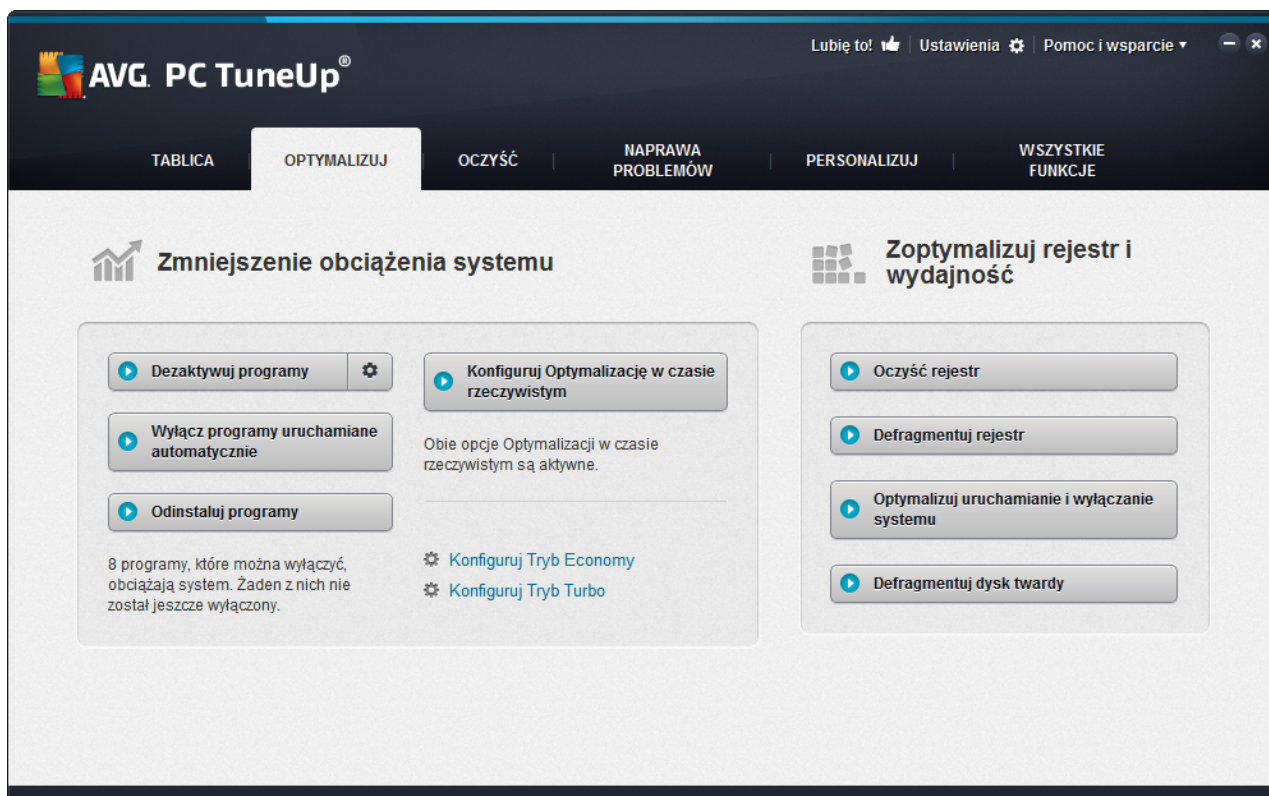 Lubię to! Ustawienia Pomoc i wsparcie
AVG. PC TuneUp®
TABLICA
OPTYMALIZUJ
OCZYŚĆ
NAPRAWA
PROBLEMÓW
PERSONALIZUJ
WSZYSTKIE
FUNKCJE
Zmniejszenie obciążenia systemu
Dezaktywuj programy
Wyłącz programy uruchamiane
automatycznie
Odinstaluj programy
8 programy, które można wyłączyć,
obciążają system. Żaden z nich nie
został jeszcze wyłączony.
Konfiguruj Optymalizację w czasie
rzeczywistym
Obie opcje Optymalizacji w czasie
rzeczywistym są aktywne.
Konfiguruj Tryb Economy
Konfiguruj Tryb Turbo
Zoptymalizuj rejestr i
wydajność
Oczyść rejestr
Defragmentuj rejestr
Optymalizuj uruchamianie i wyłączanie
systemu
Defragmentuj dysk twardy